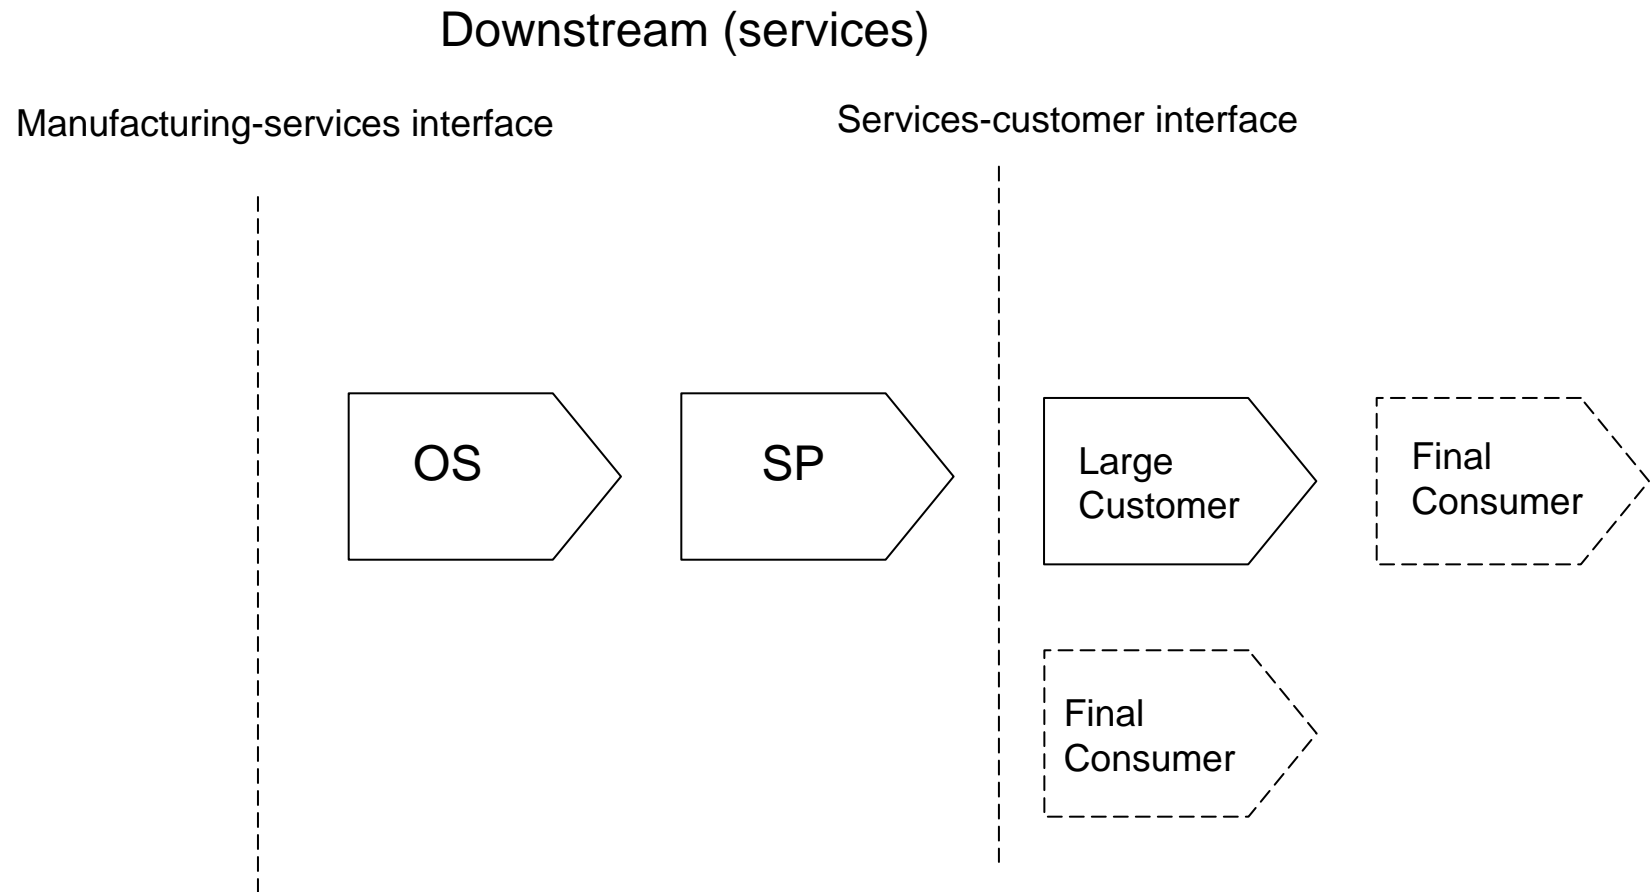 Downstream (services)
Manufacturing-services interface
Services-customer interface
OS
SP
Large
Customer
Final
Consumer
Final
Consumer